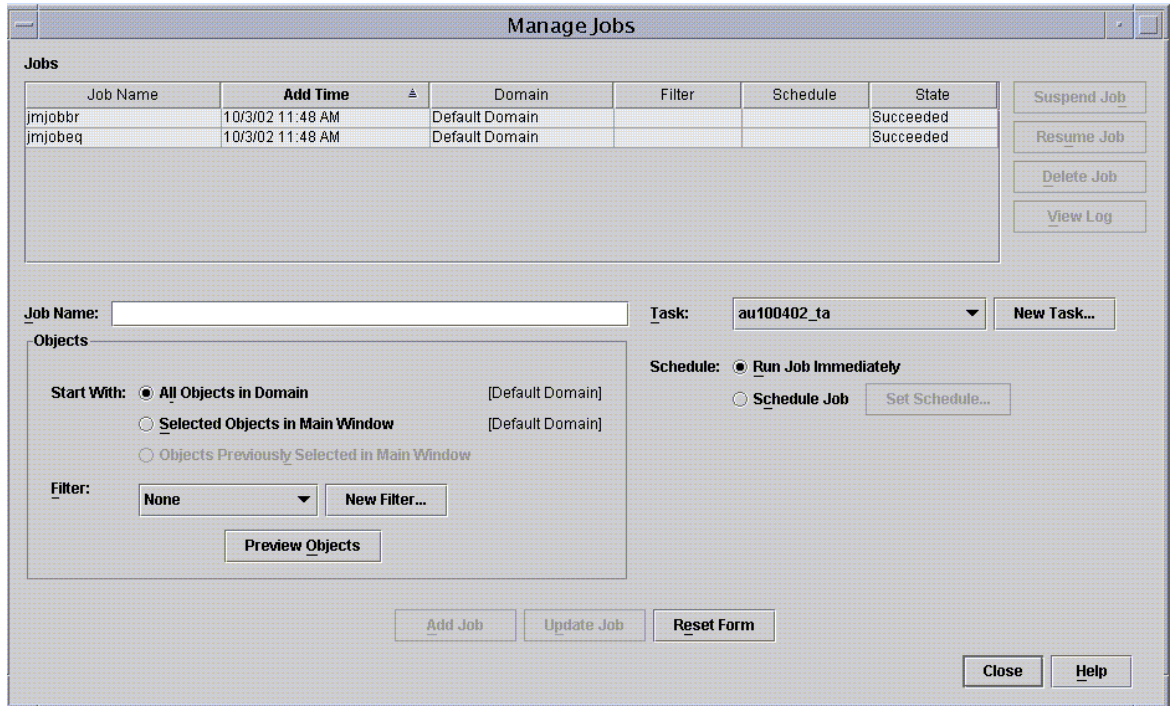 Manage Jobs
Jobs
Job Name Add Time Domain Filter Schedule State
jmjobbr 10/3/02 11:48 AM Default Domain Succeeded
jmjobeq 10/3/02 11:48 AM Default Domain Succeeded
Suspend Job
Resume Job
Delete Job
View Log
Job Name:
Task: au100402_ta New Task...
Objects
Start With: All Objects in Domain [Default Domain]
Selected Objects in Main Window [Default Domain]
Objects Previously Selected in Main Window
Filter: None New Filter...
Preview Objects
Schedule: Run Job Immediately
Schedule Job Set Schedule...
Add Job Update Job Reset Form
Close Help